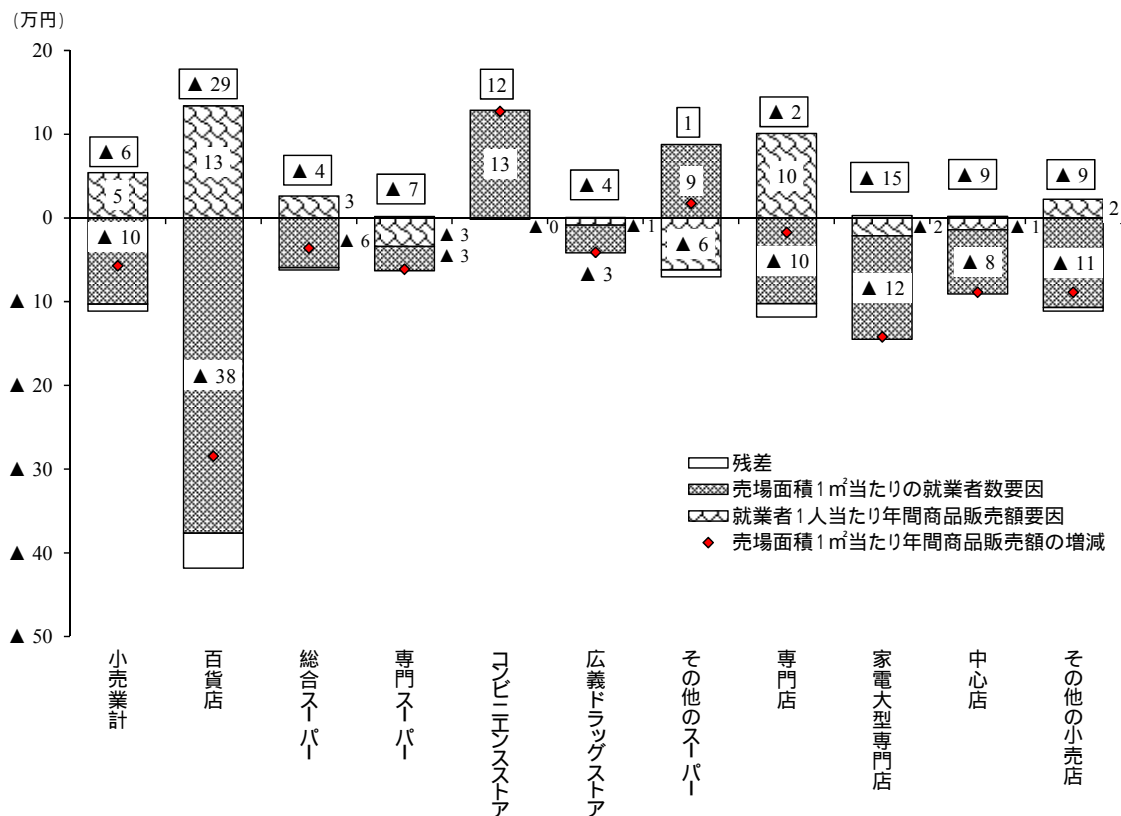 (万円)
20
10
0
▲ 10
▲ 20
▲ 30
▲ 40
▲ 50
▲ 6
▲ 29
▲ 4
▲ 7
12
▲ 4
1
▲ 2
▲ 15
▲ 9
▲ 9
5
▲ 10
13
▲ 38
3
▲ 6
▲ 3
▲ 3
13
▲ 0
▲ 1
▲ 3
9
▲ 6
10
▲ 10
▲ 2
▲ 12
▲ 1
▲ 8
2
▲ 11
残差
売場面積1㎡当たりの就業者数要因
就業者1人当たり年間商品販売額要因
売場面積1㎡当たり年間商品販売額の増減
小売業計
百貨店
総合スーパー
専門スーパー
コンビニエンスストア
広義ドラッグストア
その他のスーパー
専門店
家電大型専門店
中心店
その他の小売店